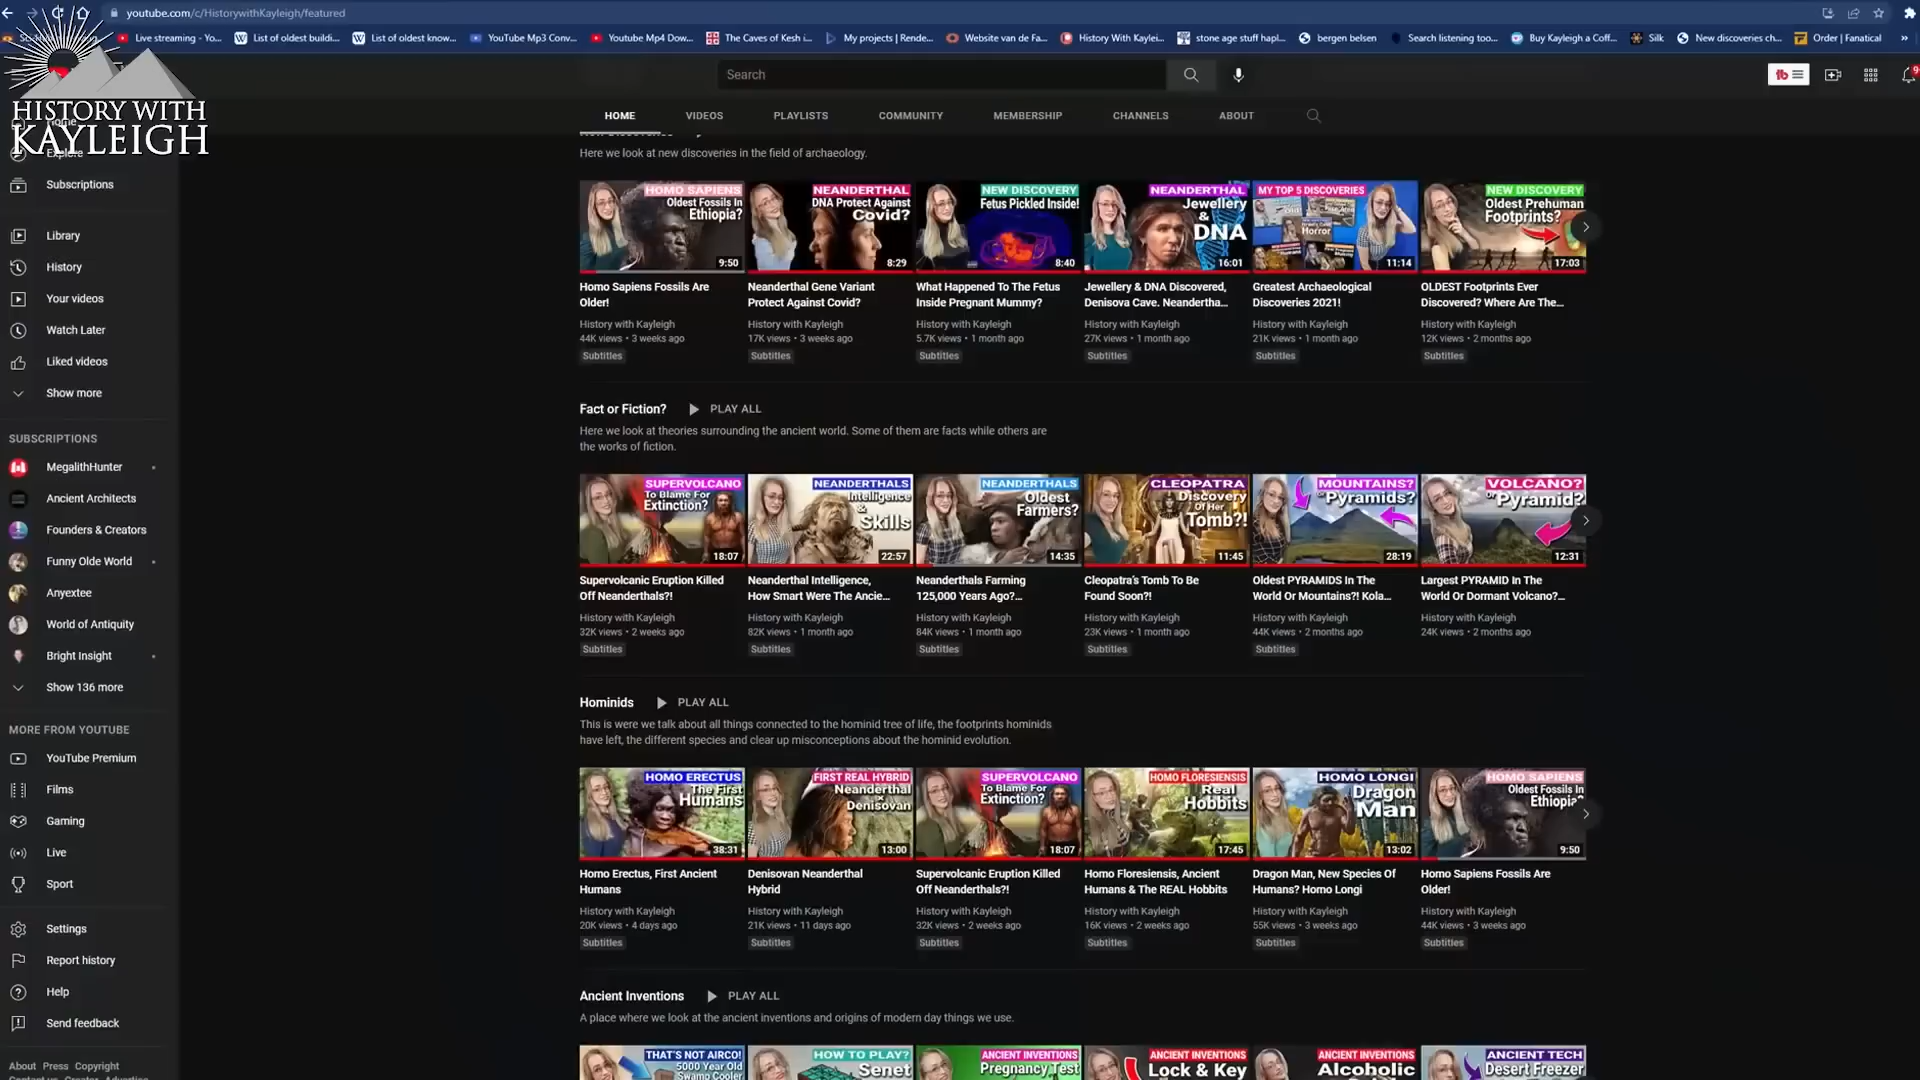 youtube.com/c/HistorywithKayleigh/featured
Live streaming - Yo...
List of oldest buildi...
List of oldest know...
YouTube Mp3 Conv...
Youtube Mp4 Dow...
The Caves of Kesh i...
My projects | Rende...
Website van de Fa...
History With Kaylei...
stone age stuff hapl...
bergen belsen
Search listening too...
Buy Kayleigh a Coff...
Silk
New discoveries ch...
Order | Fanatical
HISTORY WITH
KAYLEIGH
Search
tb
9
HOME
VIDEOS
PLAYLISTS
COMMUNITY
MEMBERSHIP
CHANNELS
ABOUT
Home
Explore
Subscriptions
Library
History
Your videos
Watch Later
Liked videos
Show more
SUBSCRIPTIONS
MegalithHunter
Ancient Architects
Founders & Creators
Funny Olde World
Anyextee
World of Antiquity
Bright Insight
Show 136 more
MORE FROM YOUTUBE
YouTube Premium
Films
Gaming
Live
Sport
Settings
Report history
Help
Send feedback
About Press Copyright
Here we look at new discoveries in the field of archaeology.
HOMO SAPIENS
Oldest Fossils In
Ethiopia?
9:50
Homo Sapiens Fossils Are
Older!
History with Kayleigh
44K views • 3 weeks ago
Subtitles
NEANDERTHAL
DNA Protect Against
Covid?
8:29
Neanderthal Gene Variant
Protect Against Covid?
History with Kayleigh
17K views • 3 weeks ago
Subtitles
NEW DISCOVERY
Fetus Pickled Inside!
8:40
What Happened To The Fetus
Inside Pregnant Mummy?
History with Kayleigh
5.7K views • 1 month ago
Subtitles
NEANDERTHAL
Jewellery
&
DNA
16:01
Jewellery & DNA Discovered,
Denisova Cave. Neandertha...
History with Kayleigh
27K views • 1 month ago
Subtitles
MY TOP 5 DISCOVERIES
Horror
11:14
Greatest Archaeological
Discoveries 2021!
History with Kayleigh
21K views • 1 month ago
Subtitles
NEW DISCOVERY
Oldest Prehuman
Footprints?
17:03
OLDEST Footprints Ever
Discovered? Where Are The...
History with Kayleigh
12K views • 2 months ago
Subtitles
Fact or Fiction?
PLAY ALL
Here we look at theories surrounding the ancient world. Some of them are facts while others are
the works of fiction.
SUPERVOLCANO
To Blame For
Extinction?
18:07
Supervolcanic Eruption Killed
Off Neanderthals?!
History with Kayleigh
32K views • 2 weeks ago
Subtitles
NEANDERTHALS
Intelligence
&
Skills
22:57
Neanderthal Intelligence,
How Smart Were The Ancie...
History with Kayleigh
82K views • 1 month ago
Subtitles
NEANDERTHALS
Oldest
Farmers?
14:35
Neanderthals Farming
125,000 Years Ago?...
History with Kayleigh
84K views • 1 month ago
Subtitles
CLEOPATRA
Discovery
Of Her
Tomb?!
11:45
Cleopatra's Tomb To Be
Found Soon?!
History with Kayleigh
23K views • 1 month ago
Subtitles
MOUNTAINS?
or Pyramids?
28:19
Oldest PYRAMIDS In The
World Or Mountains?! Kola...
History with Kayleigh
44K views • 2 months ago
Subtitles
VOLCANO?
or Pyramid?
12:31
Largest PYRAMID In The
World Or Dormant Volcano?...
History with Kayleigh
24K views • 2 months ago
Hominids
PLAY ALL
This is were we talk about all things connected to the hominid tree of life, the footprints hominids
have left, the different species and clear up misconceptions about the hominid evolution.
HOMO ERECTUS
The First
Humans
38:31
Homo Erectus, First Ancient
Humans
History with Kayleigh
20K views • 4 days ago
Subtitles
FIRST REAL HYBRID
Neanderthal
x
Denisovan
13:00
Denisovan Neanderthal
Hybrid
History with Kayleigh
21K views • 11 days ago
Subtitles
SUPERVOLCANO
To Blame For
Extinction?
18:07
Supervolcanic Eruption Killed
Off Neanderthals?!
History with Kayleigh
32K views • 2 weeks ago
Subtitles
HOMO FLORESIENSIS
Real
Hobbits
17:45
Homo Floresiensis, Ancient
Humans & The REAL Hobbits
History with Kayleigh
16K views • 2 weeks ago
Subtitles
HOMO LONGI
Dragon
Man
13:02
Dragon Man, New Species Of
Humans? Homo Longi
History with Kayleigh
55K views • 3 weeks ago
Subtitles
HOMO SAPIENS
Oldest Fossils In
Ethiopia?
9:50
Homo Sapiens Fossils Are
Older!
History with Kayleigh
44K views • 3 weeks ago
Subtitles
Ancient Inventions
PLAY ALL
A place where we look at the ancient inventions and origins of modern day things we use.
THAT'S NOT AIRCO!
5000 Year Old
Swamp Cooler
HOW TO PLAY?
Senet
ANCIENT INVENTIONS
Pregnancy Test
ANCIENT INVENTIONS
Lock & Key
ANCIENT INVENTIONS
Alcoholic
ANCIENT TECH
Desert Freezer